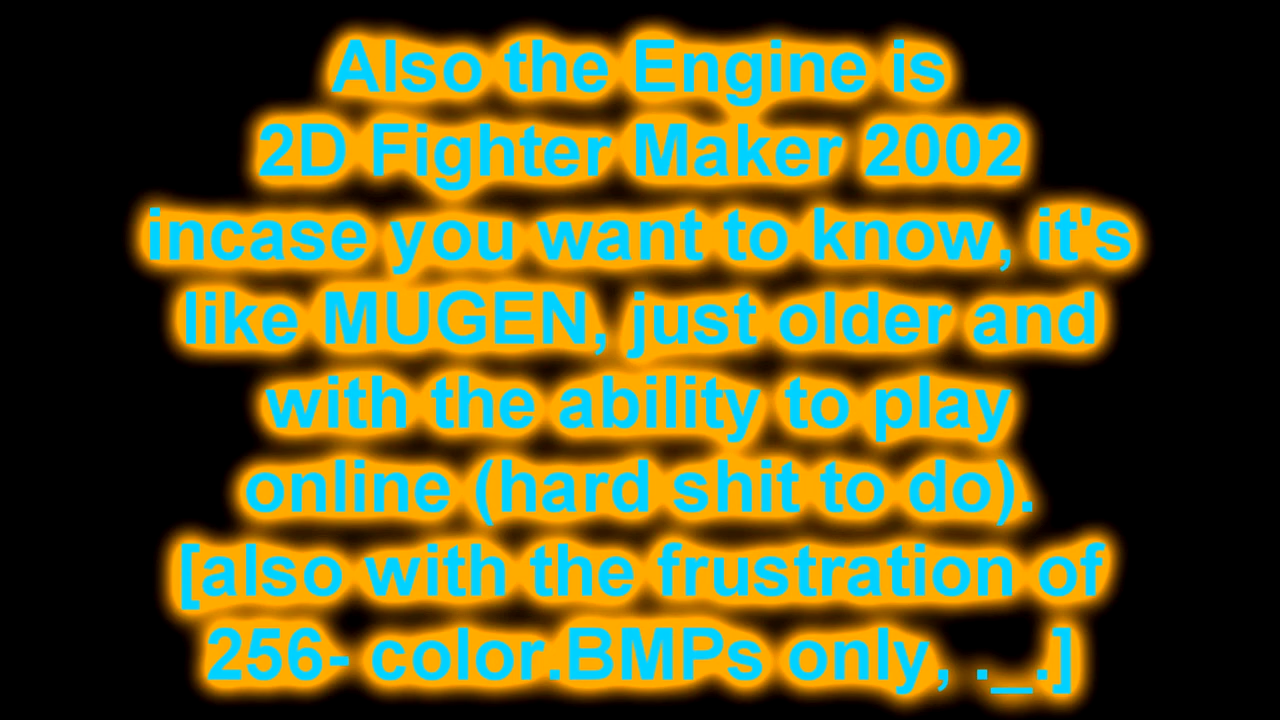 Also the Engine is
2D Fighter Maker 2002
incase you want to know, it's
like MUGEN, just older and
with the ability to play
online (hard shit to do).
[also with the frustration of
256- color.BMPs only, ._.]